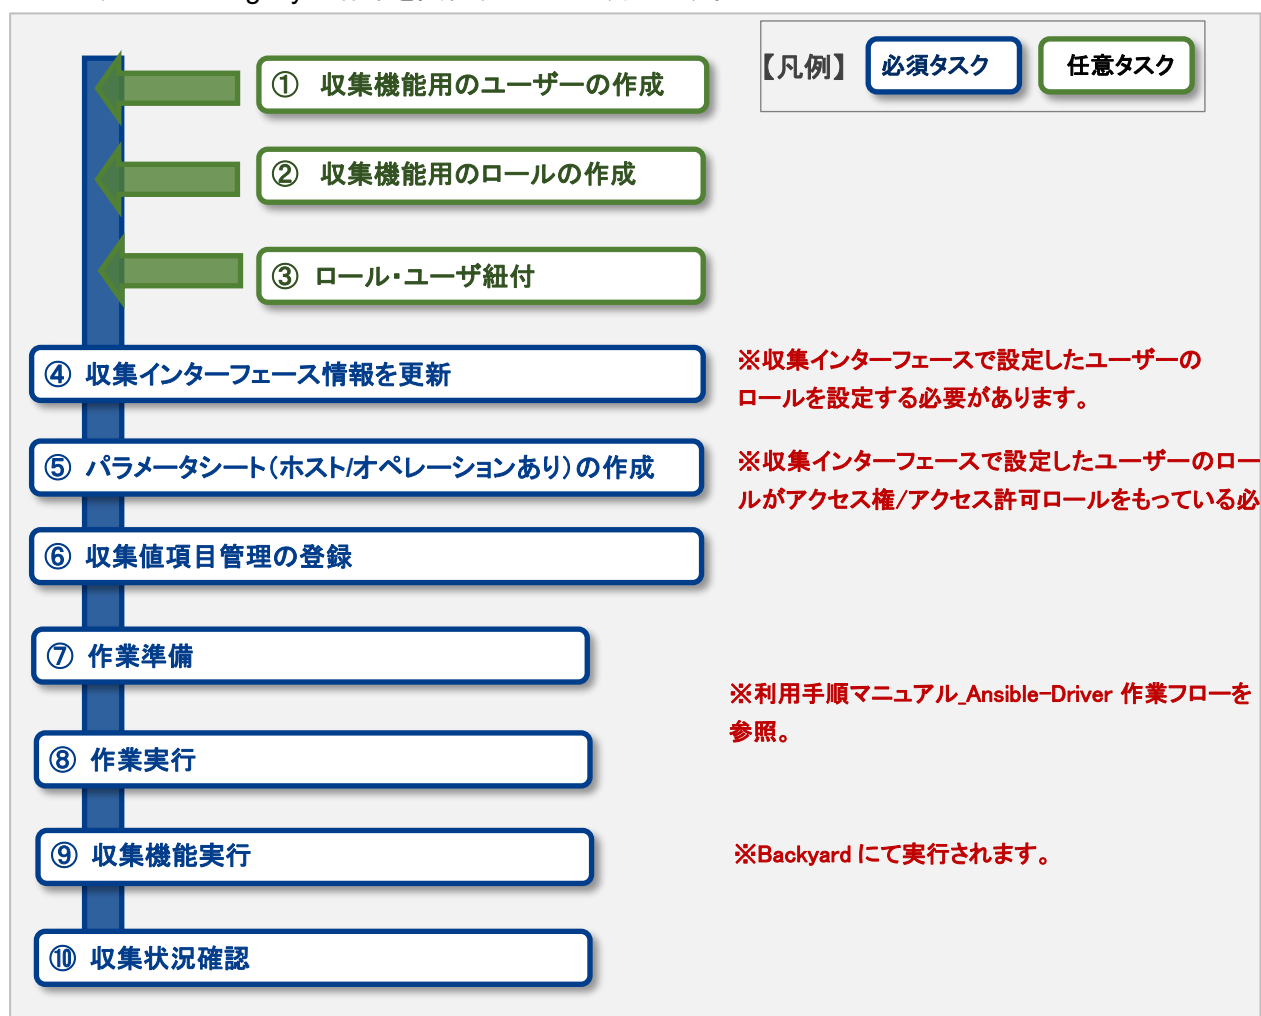 【凡例】 必須タスク 任意タスク
① 収集機能用のユーザーの作成
② 収集機能用のロールの作成
③ ロール・ユーザ紐付
④ 収集インターフェース情報を更新
※収集インターフェースで設定したユーザーの
ロールを設定する必要があります。
⑤ パラメータシート(ホスト/オペレーションあり)の作成
※収集インターフェースで設定したユーザーのロー
ルがアクセス権/アクセス許可ロールをもっている必
⑥ 収集値項目管理の登録
⑦ 作業準備
※利用手順マニュアル_Ansible-Driver 作業フローを
参照。
⑧ 作業実行
⑨ 収集機能実行
※Backyard にて実行されます。
⑩ 収集状況確認